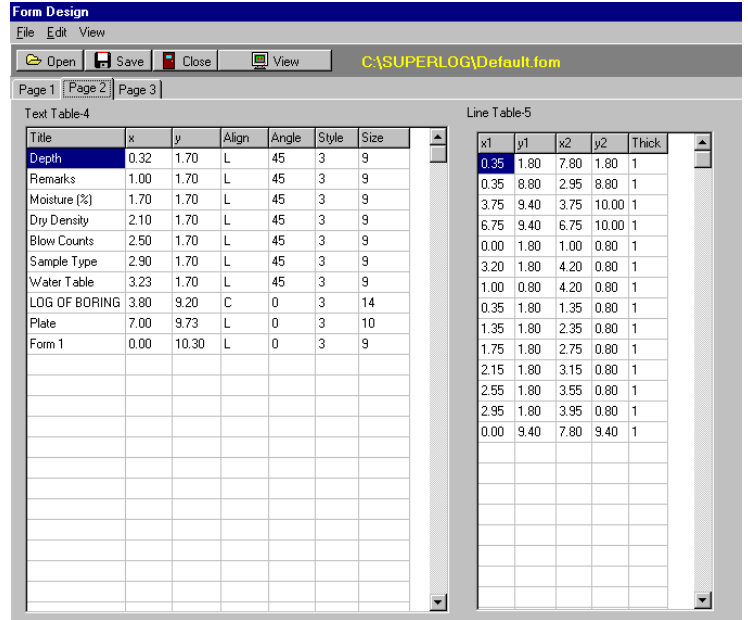 Form Design
File Edit View
Open Save Close View C:\SUPERLOG\Default.fom
Page 1 Page 2 Page 3
Text Table-4
Title x y Align Angle Style Size
Depth 0.32 1.70 L 45 3 9
Remarks 1.00 1.70 L 45 3 9
Moisture (%) 1.70 1.70 L 45 3 9
Dry Density 2.10 1.70 L 45 3 9
Blow Counts 2.50 1.70 L 45 3 9
Sample Type 2.90 1.70 L 45 3 9
Water Table 3.23 1.70 L 45 3 9
LOG OF BORING 3.80 9.20 C 0 3 14
Plate 7.00 9.73 L 0 3 10
Form 1 0.00 10.30 L 0 3 9
Line Table-5
x1 y1 x2 y2 Thick
0.35 1.80 7.80 1.80 1
0.35 8.80 2.95 8.80 1
3.75 9.40 3.75 10.00 1
6.75 9.40 6.75 10.00 1
0.00 1.80 1.00 0.80 1
3.20 1.80 4.20 0.80 1
1.00 0.80 4.20 0.80 1
0.35 1.80 1.35 0.80 1
1.35 1.80 2.35 0.80 1
1.75 1.80 2.75 0.80 1
2.15 1.80 3.15 0.80 1
2.55 1.80 3.55 0.80 1
2.95 1.80 3.95 0.80 1
0.00 9.40 7.80 9.40 1